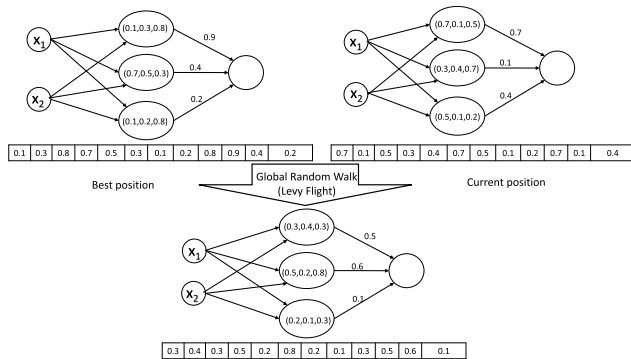 X1
X2
(0.1,0.3,0.8)
(0.7,0.5,0.3)
(0.1,0.2,0.8)
0.9
0.4
0.2
0.1 0.3 0.8 0.7 0.5 0.3 0.1 0.2 0.8 0.9 0.4 0.2
Best position
X1
X2
(0.7,0.1,0.5)
(0.3,0.4,0.7)
(0.5,0.1,0.2)
0.7
0.1
0.4
0.7 0.1 0.5 0.3 0.4 0.7 0.5 0.1 0.2 0.7 0.1 0.4
Current position
Global Random Walk
(Levy Flight)
X1
X2
(0.3,0.4,0.3)
(0.5,0.2,0.8)
(0.2,0.1,0.3)
0.5
0.6
0.1
0.3 0.4 0.3 0.5 0.2 0.8 0.2 0.1 0.3 0.5 0.6 0.1